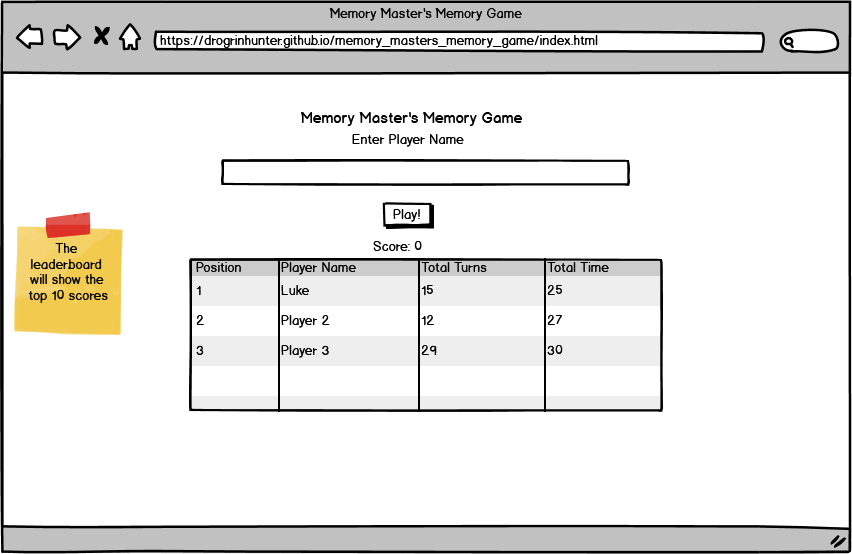 Memory Master's Memory Game
https://drogrinhunter.github.io/memory_masters_memory_game/index.html
Memory Master's Memory Game
Enter Player Name
Play!
Score: 0
The
leaderboard
will show the
top 10 scores
Position Player Name Total Turns Total Time
1 Luke 15 25
2 Player 2 12 27
3 Player 3 29 30